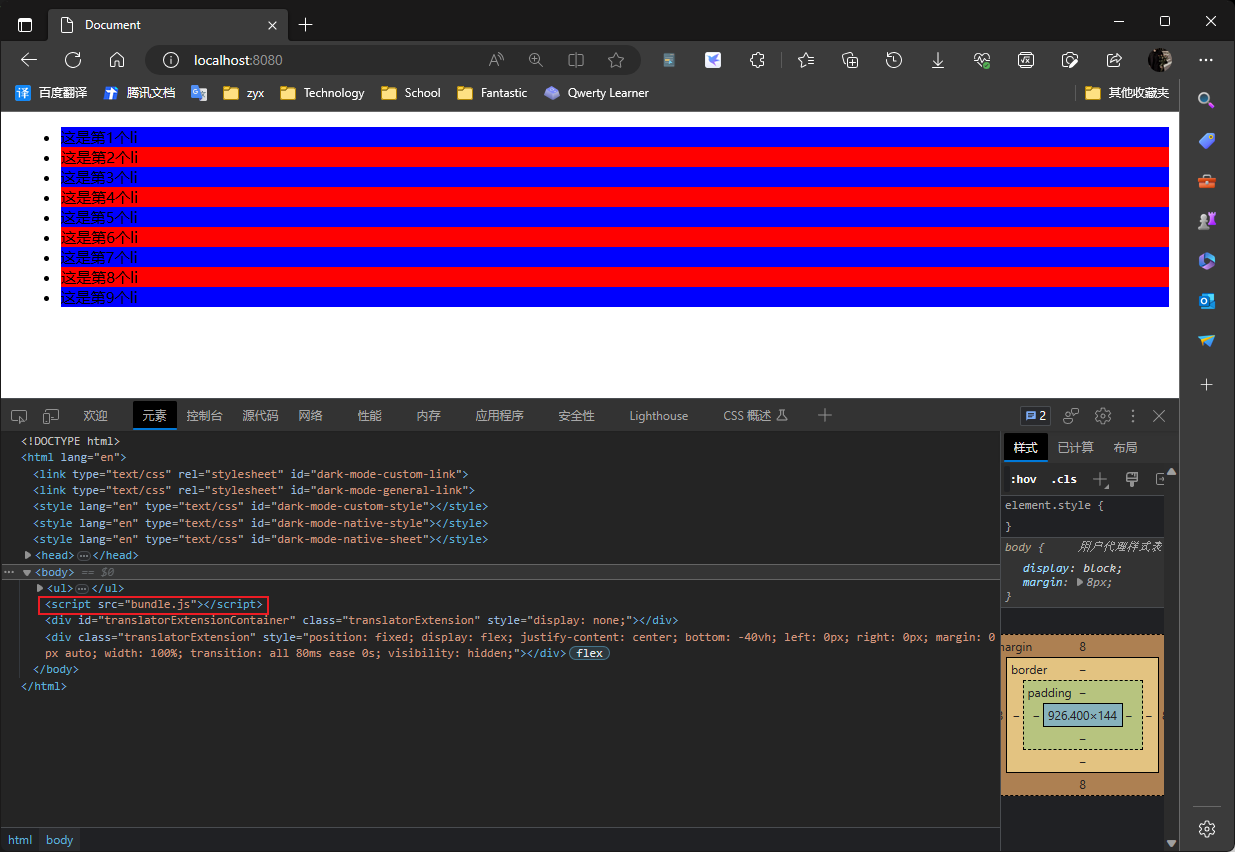 Document
localhost:8080
百度翻译 腾讯文档 zyx Technology School Fantastic Qwerty Learner 其他收藏夹
这是第1个li
这是第2个li
这是第3个li
这是第4个li
这是第5个li
这是第6个li
这是第7个li
这是第8个li
这是第9个li
欢迎 元素 控制台 源代码 网络 性能 内存 应用程序 安全性 Lighthouse CSS 概述 2
<!DOCTYPE html>
<html lang="en">
<link type="text/css" rel="stylesheet" id="dark-mode-custom-link">
<link type="text/css" rel="stylesheet" id="dark-mode-general-link">
<style lang="en" type="text/css" id="dark-mode-custom-style"></style>
<style lang="en" type="text/css" id="dark-mode-native-style"></style>
<style lang="en" type="text/css" id="dark-mode-native-sheet"></style>
<head>…</head>
<body> == $0
<ul>…</ul>
<script src="bundle.js"></script>
<div id="translatorExtensionContainer" class="translatorExtension" style="display: none;"></div>
<div class="translatorExtension" style="position: fixed; display: flex; justify-content: center; bottom: -40vh; left: 0px; right: 0px; margin: 0
px auto; width: 100%; transition: all 80ms ease 0s; visibility: hidden;"></div> flex
</body>
</html>
html body
样式 已计算 布局
:hov .cls
element.style {
}
body { 用户代理样式表
display: block;
margin: 8px;
}
margin 8
border –
padding –
8 – – 926.400×144 – – 8
–
–
8